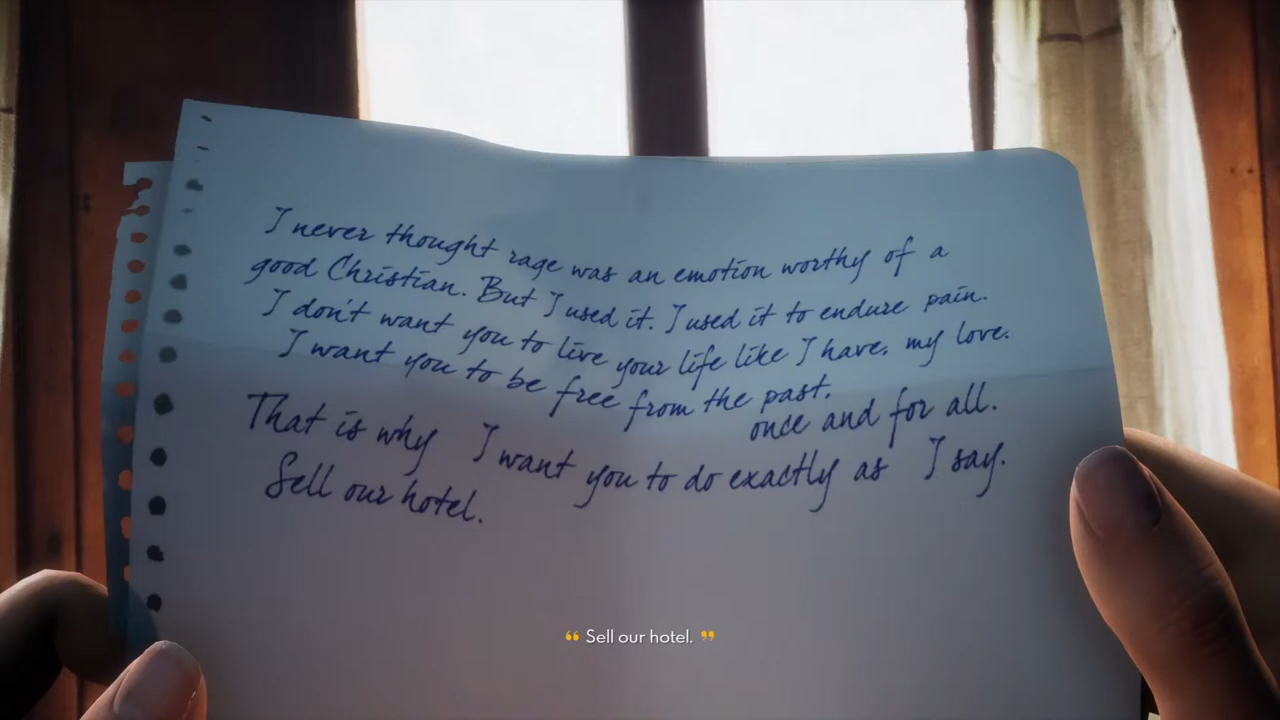 I never thought rage was an emotion worthy of a
good Christian. But I used it. I used it to endure pain.
I don't want you to live your life like I have, my love.
I want you to be free from the past.
once and for all.
That is why I want you to do exactly as I say.
Sell our hotel.
“ Sell our hotel. ”